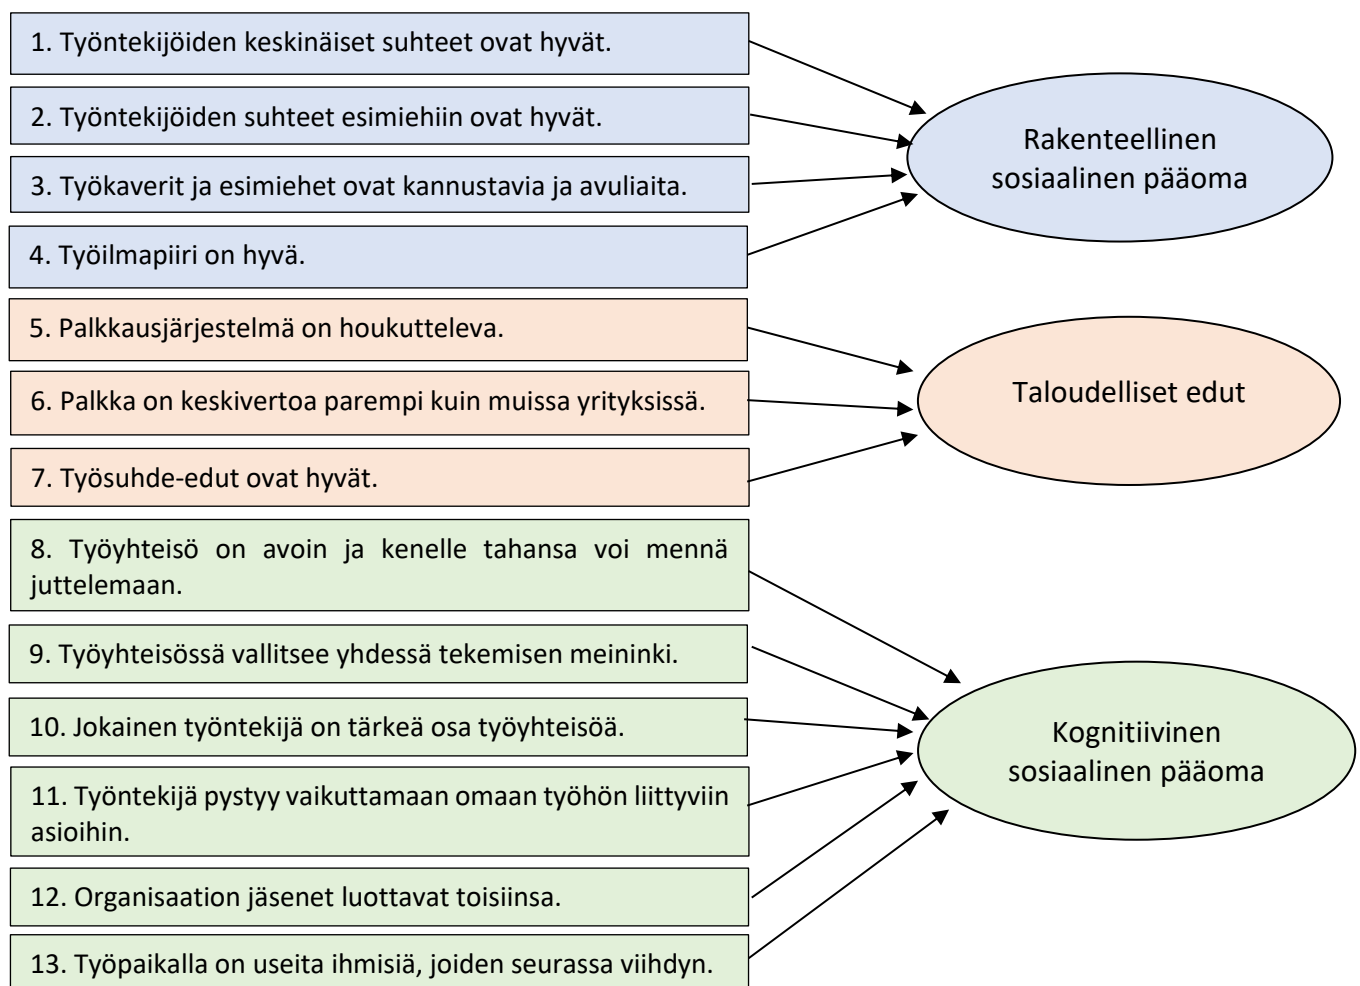 1. Työntekijöiden keskinäiset suhteet ovat hyvät.
2. Työntekijöiden suhteet esimiehiin ovat hyvät.
3. Työkaverit ja esimiehet ovat kannustavia ja avuliaita.
4. Työilmapiiri on hyvä.
Rakenteellinen
sosiaalinen pääoma
5. Palkkausjärjestelmä on houkutteleva.
6. Palkka on keskivertoa parempi kuin muissa yrityksissä.
7. Työsuhde-edut ovat hyvät.
Taloudelliset edut
8. Työyhteisö on avoin ja kenelle tahansa voi mennä
juttelemaan.
9. Työyhteisössä vallitsee yhdessä tekemisen meininki.
10. Jokainen työntekijä on tärkeä osa työyhteisöä.
11. Työntekijä pystyy vaikuttamaan omaan työhön liittyviin
asioihin.
12. Organisaation jäsenet luottavat toisiinsa.
13. Työpaikalla on useita ihmisiä, joiden seurassa viihdyn.
Kognitiivinen
sosiaalinen pääoma